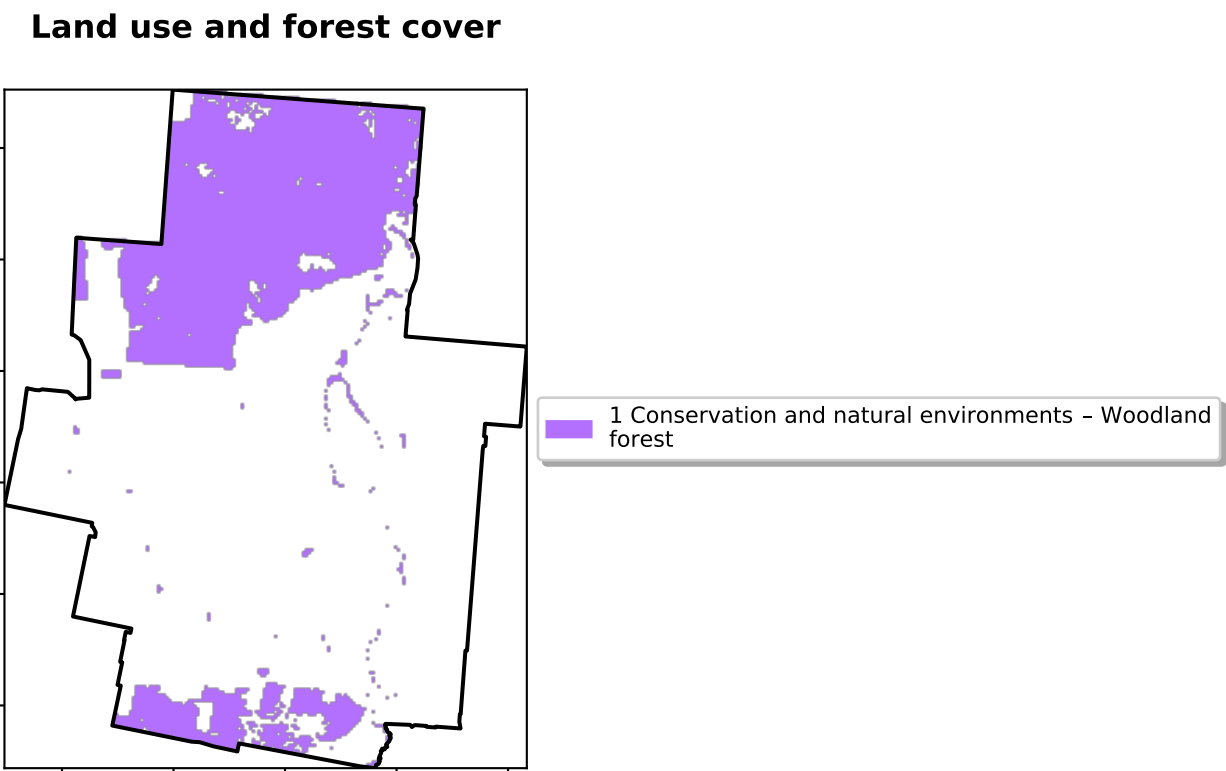 Land use and forest cover
1 Conservation and natural environments – Woodland
forest